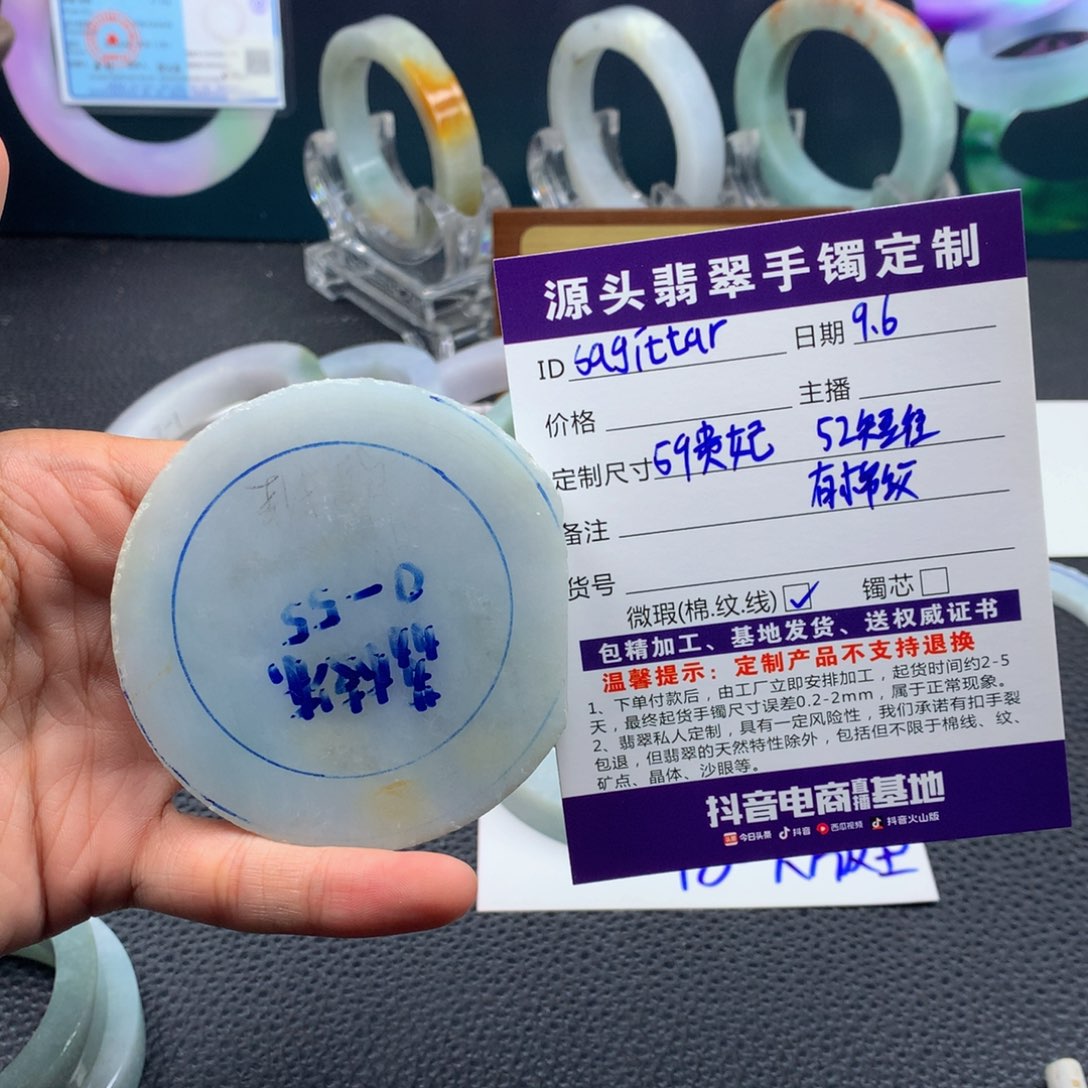 源头翡翠手镯定制
ID sagittar 日期 9.6
价格 主播
定制尺寸 59贵妃 52短径
有棉纹
备注
货号
微瑕(棉.纹.线) ✓ 镯芯
包精加工、基地发货、送权威证书
温馨提示：定制产品不支持退换
1、下单付款后，由工厂立即安排加工，起货时间约2-5
天，最终起货手镯尺寸误差0.2-2mm，属于正常现象。
2、翡翠私人定制，具有一定风险性，我们承诺有扣手裂
包退，但翡翠的天然特性除外，包括但不限于棉线、纹、
矿点、晶体、沙眼等。
抖音电商直播基地
今日头条 抖音 西瓜视频 抖音火山版
0-55